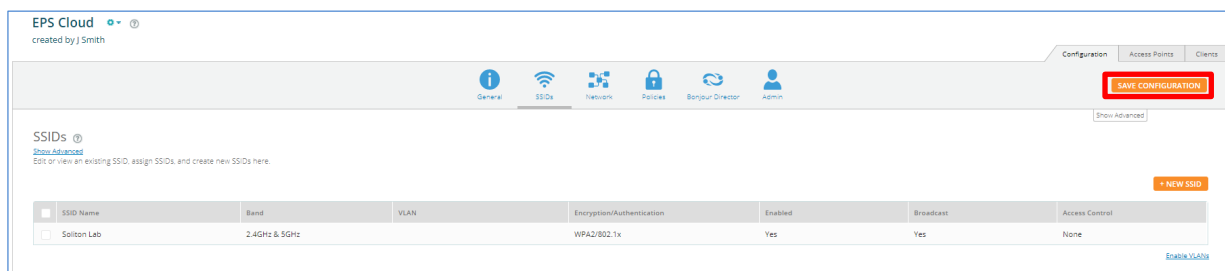 EPS Cloud
created by J Smith
Configuration Access Points Clients
General SSIDs Network Policies Bonjour Director Admin
SAVE CONFIGURATION
Show Advanced
SSIDs
Show Advanced
Edit or view an existing SSID, assign SSIDs, and create new SSIDs here.
+ NEW SSID
SSID Name Band VLAN Encryption/Authentication Enabled Broadcast Access Control
Soliton Lab 2.4GHz & 5GHz WPA2/802.1x Yes Yes None
Enable VLANs